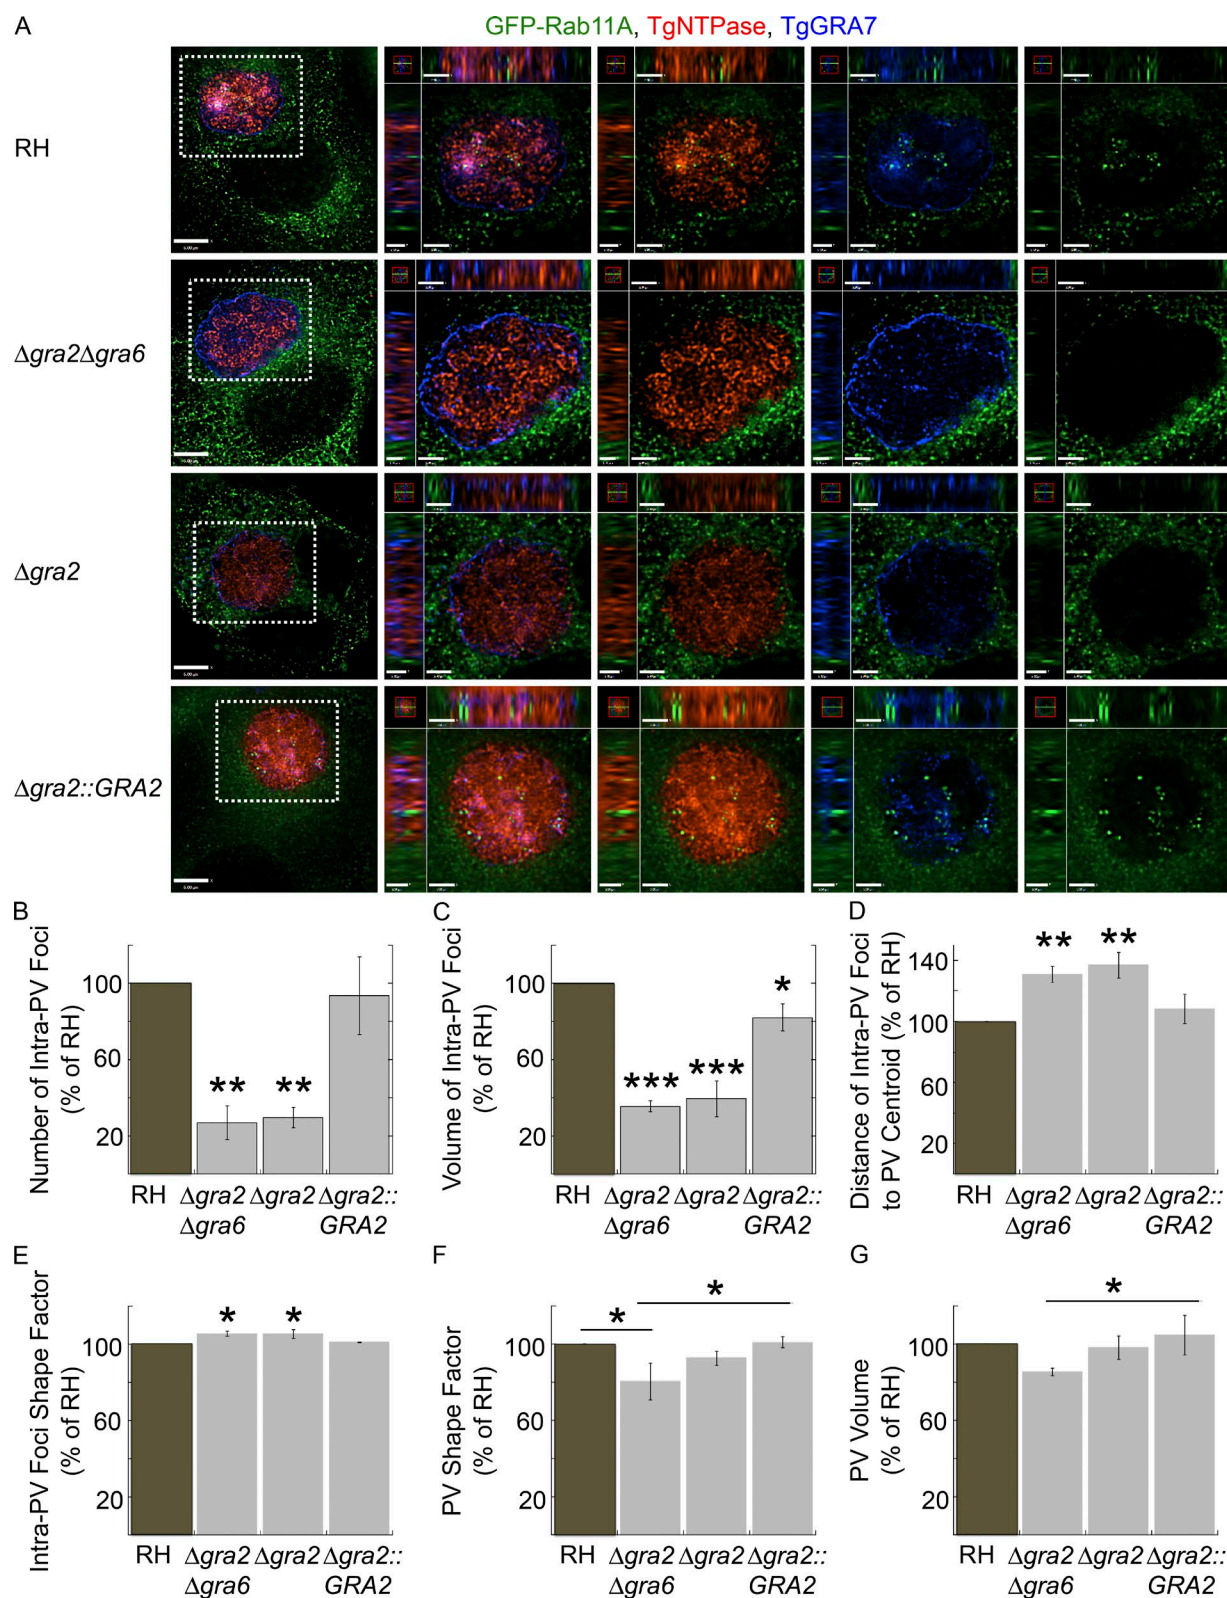 A
GFP-Rab11A, TgNTPase, TgGRA7
RH
Δgra2Δgra6
Δgra2
Δgra2::GRA2
B
Number of Intra-PV Foci
(% of RH)
100
60
20
**
**
RH
Δgra2
Δgra6
Δgra2
Δgra2::
GRA2
C
Volume of Intra-PV Foci
(% of RH)
100
60
20
***
***
*
RH
Δgra2
Δgra6
Δgra2
Δgra2::
GRA2
D
Distance of Intra-PV Foci
to PV Centroid (% of RH)
140
100
60
20
**
**
RH
Δgra2
Δgra6
Δgra2
Δgra2::
GRA2
E
Intra-PV Foci Shape Factor
(% of RH)
100
60
20
*
*
RH
Δgra2
Δgra6
Δgra2
Δgra2::
GRA2
F
PV Shape Factor
(% of RH)
100
60
20
*
*
RH
Δgra2
Δgra6
Δgra2
Δgra2::
GRA2
G
PV Volume
(% of RH)
100
60
20
*
RH
Δgra2
Δgra6
Δgra2
Δgra2::
GRA2